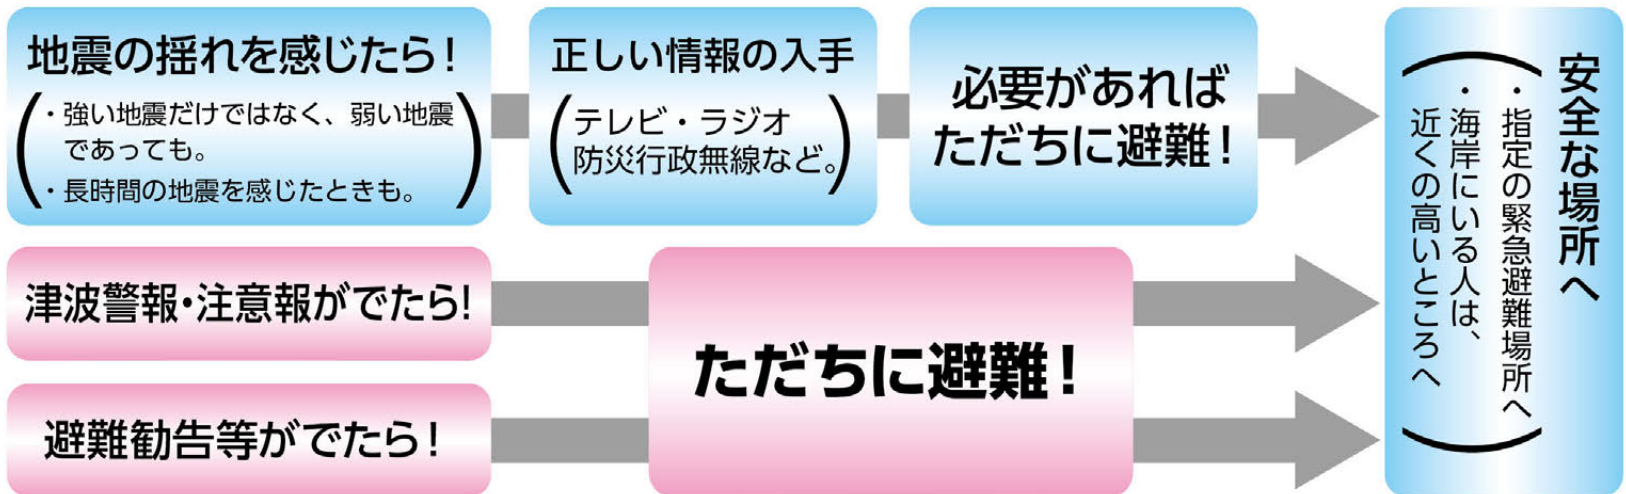 地震の揺れを感じたら!
・強い地震だけではなく、弱い地震
であっても。
・長時間の地震を感じたときも。
正しい情報の入手
テレビ・ラジオ
防災行政無線など。
必要があれば
ただちに避難!
津波警報・注意報がでたら!
避難勧告等がでたら!
ただちに避難!
安全な場所へ
・指定の緊急避難場所へ
・海岸にいる人は、
近くの高いところへ